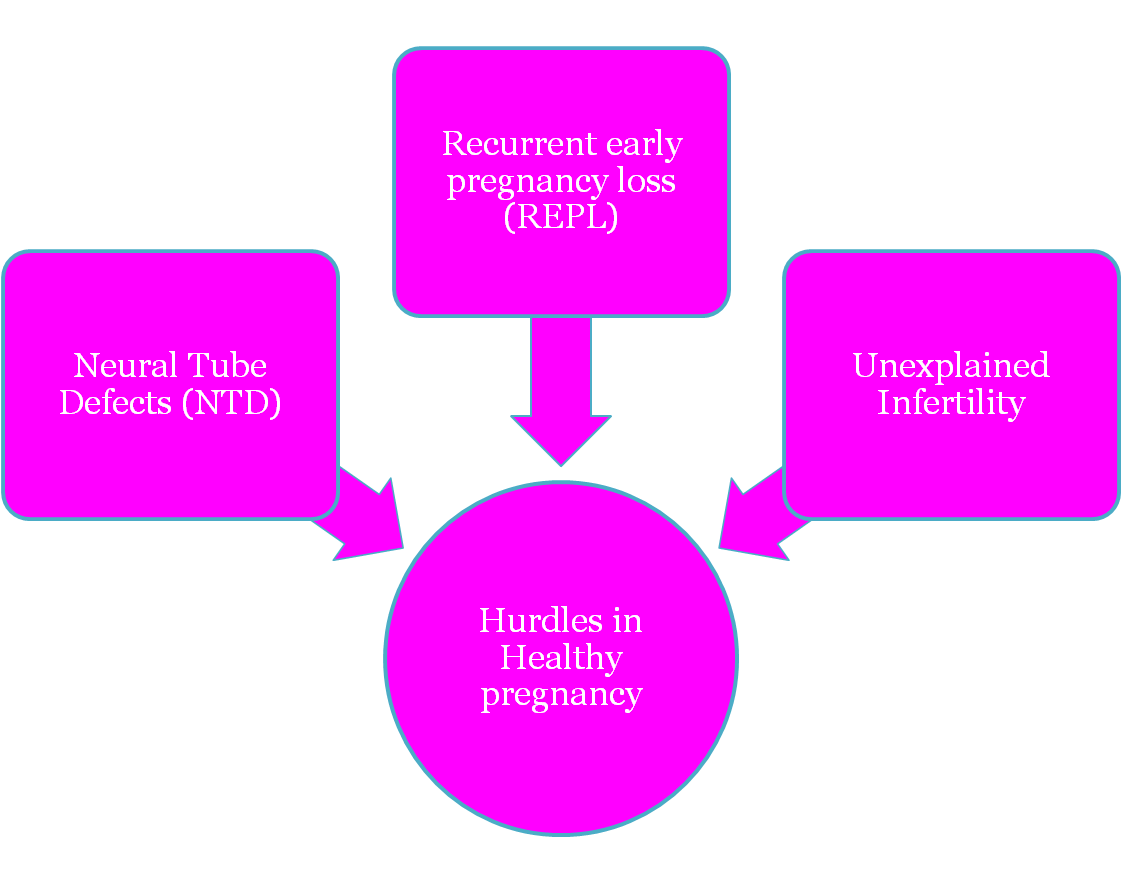 Recurrent early
pregnancy loss
(REPL)
Neural Tube
Defects (NTD)
Unexplained
Infertility
Hurdles in
Healthy
pregnancy